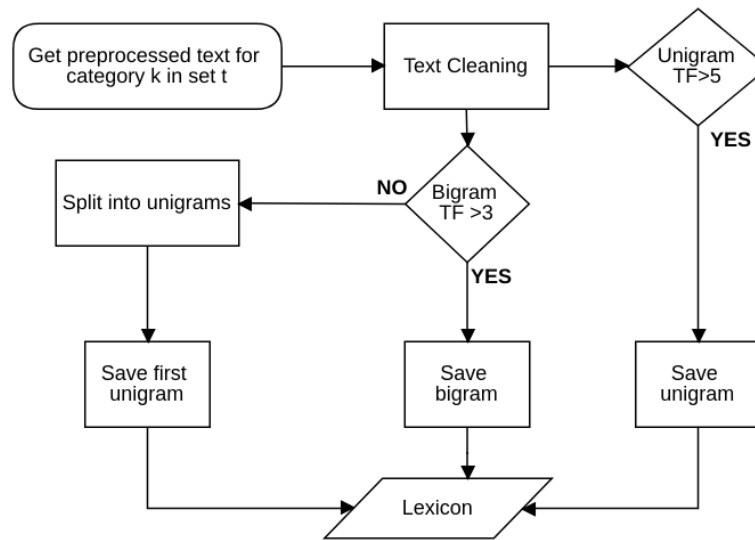 Get preprocessed text for
category k in set t
Text Cleaning
Unigram
TF>5
YES
Split into unigrams
NO
Bigram
TF >3
YES
Save first
unigram
Save
bigram
Save
unigram
Lexicon